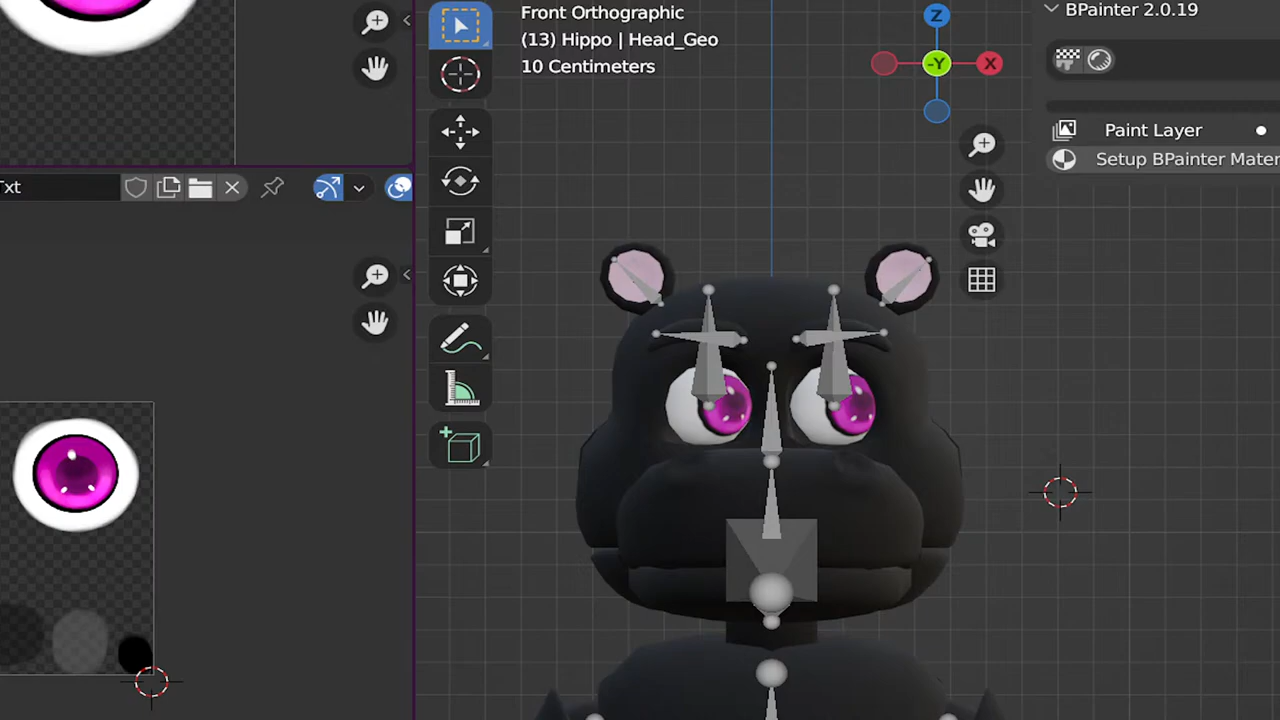 Front Orthographic
(13) Hippo | Head_Geo
10 Centimeters
Z
-Y
X
BPainter 2.0.19
Paint Layer
Setup BPainter Mater
Txt